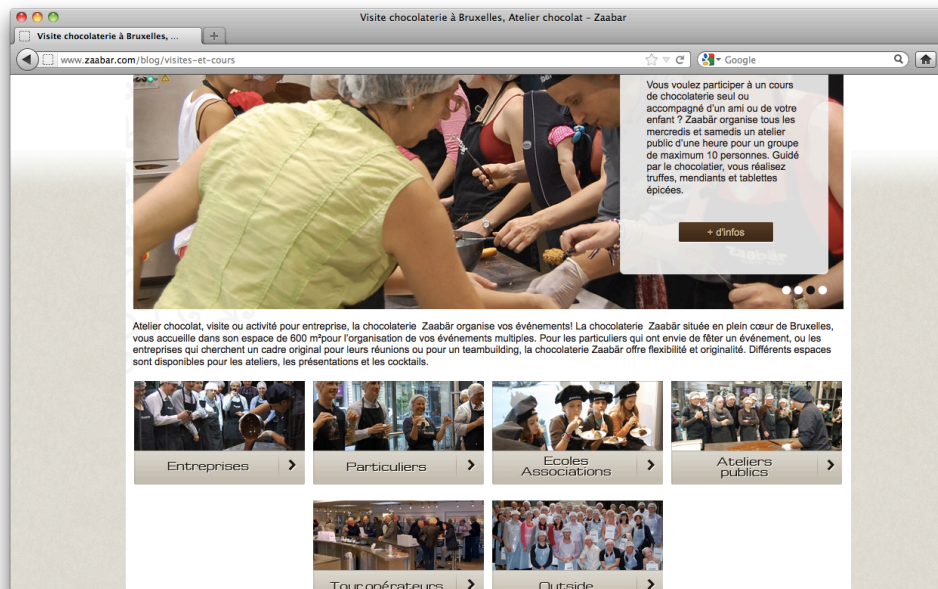 Visite chocolaterie à Bruxelles, Atelier chocolat – Zaabar
Visite chocolaterie à Bruxelles, ...
www.zaabar.com/blog/visites-et-cours
Google
Vous voulez participer à un cours
de chocolaterie seul ou
accompagné d'un ami ou de votre
enfant ? Zaabär organise tous les
mercredis et samedis un atelier
public d'une heure pour un groupe
de maximum 10 personnes. Guidé
par le chocolatier, vous réalisez
truffes, mendiants et tablettes
épicées.
+ d'infos
zaabär
Atelier chocolat, visite ou activité pour entreprise, la chocolaterie Zaabär organise vos événements! La chocolaterie Zaabär située en plein cœur de Bruxelles,
vous accueille dans son espace de 600 m²pour l'organisation de vos événements multiples. Pour les particuliers qui ont envie de fêter un événement, ou les
entreprises qui cherchent un cadre original pour leurs réunions ou pour un teambuilding, la chocolaterie Zaabär offre flexibilité et originalité. Différents espaces
sont disponibles pour les ateliers, les présentations et les cocktails.
Entreprises
Particuliers
Ecoles
Associations
Ateliers
publics
Tour opérateurs
Outside